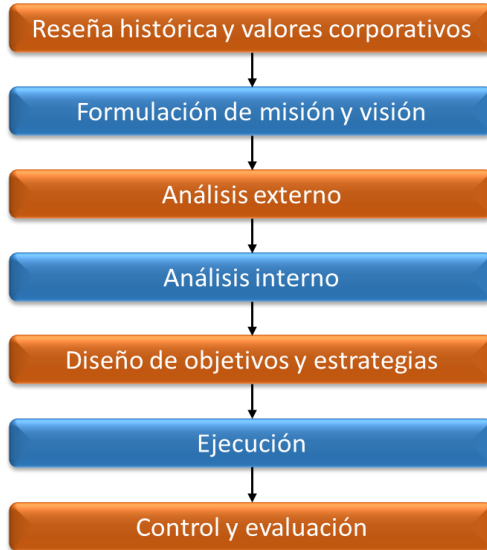 Reseña histórica y valores corporativos
Formulación de misión y visión
Análisis externo
Análisis interno
Diseño de objetivos y estrategias
Ejecución
Control y evaluación